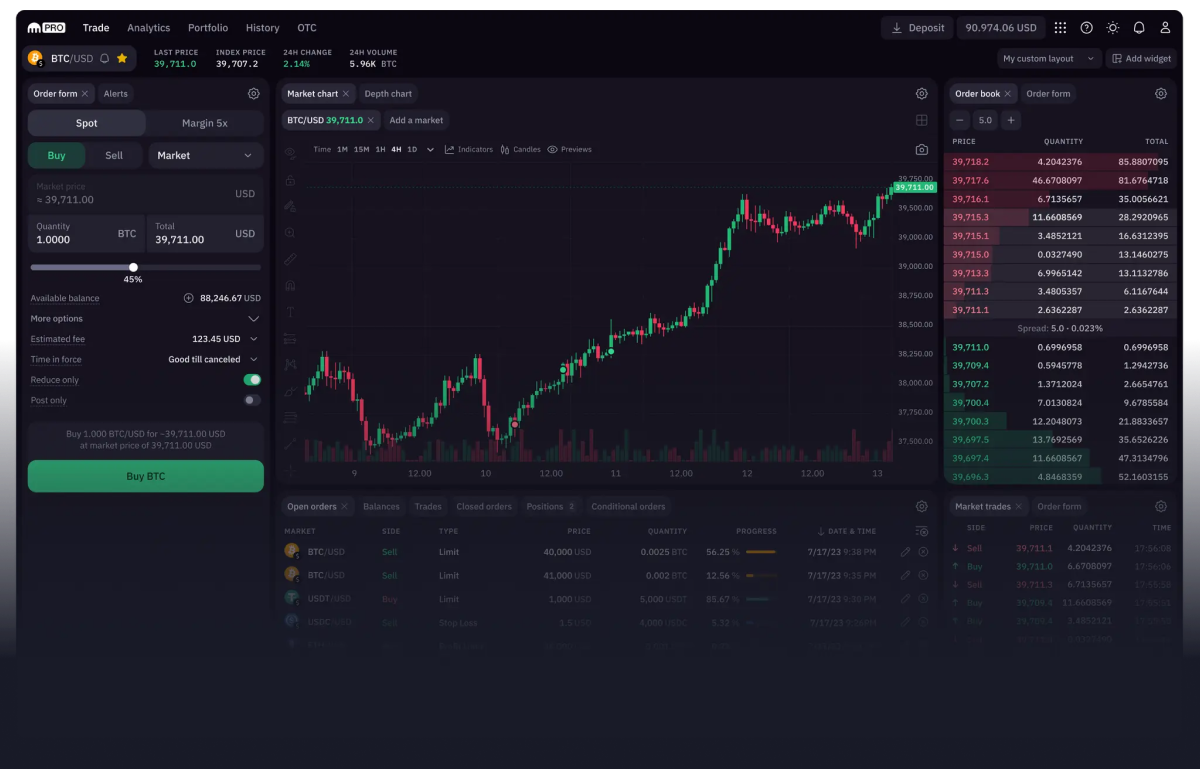 PRO Trade Analytics Portfolio History OTC Deposit 90.974.06 USD
BTC/USD
LAST PRICE INDEX PRICE 24H CHANGE 24H VOLUME
39,711.0 39,707.2 2.14% 5.96K BTC
My custom layout Add widget
Order form Alerts
Spot Margin 5x
Buy Sell Market
Market price
≈ 39,711.00 USD
Quantity Total
1.0000 BTC 39,711.00 USD
45%
Available balance 88,246.67 USD
More options
Estimated fee 123.45 USD
Time in force Good till canceled
Reduce only
Post only
Buy 1.000 BTC/USD for ~39,711.00 USD
at market price of 39,711.00 USD
Buy BTC
Market chart Depth chart
BTC/USD 39,711.0 Add a market
Time 1M 15M 1H 4H 1D Indicators Candles Previews
39,750.00
39,711.00
39,500.00
39,000.00
39,000.00
38,750.00
38,500.00
38,250.00
38,000.00
37,750.00
37,500.00
9 12.00 10 12.00 11 12.00 12 12.00 13
Order book Order form
5.0
PRICE QUANTITY TOTAL
39,718.2 4.2042376 85.8807095
39,717.6 46.6708097 81.6764718
39,716.1 6.7135657 35.0056621
39,715.3 11.6608569 28.2920965
39,715.1 3.4852121 16.6312395
39,715.0 0.0327490 13.1460275
39,713.3 6.9965142 13.1132786
39,711.3 3.4805357 6.1167644
39,711.1 2.6362287 2.6362287
Spread: 5.0 - 0.023%
39,711.0 0.6996958 0.6996958
39,709.4 0.5945778 1.2942736
39,707.2 1.3712024 2.6654761
39,700.4 7.0130824 9.6785584
39,700.3 12.2048073 21.8833657
39,697.5 13.7692569 35.6526226
39,697.4 11.6608567 47.3134796
39,696.3 4.8468359 52.1603155
Open orders Balances Trades Closed orders Positions 2 Conditional orders
MARKET SIDE TYPE PRICE QUANTITY PROGRESS DATE & TIME
BTC/USD Sell Limit 40,000 USD 0.0025 BTC 56.25 % 7/17/23 9:38 PM
BTC/USD Sell Limit 41,000 USD 0.002 BTC 12.56 % 7/17/23 9:35 PM
USDT/USD Buy Limit 1,000 USD 5,000 USDT 85.67 % 7/17/23 9:30 PM
USDC/USD Sell Stop Loss 1.5 USD 4,000 USDC 5.32 % 7/17/23
Market trades Order form
SIDE PRICE QUANTITY TIME
Sell 39,711.1 4.2042376 17:56:08
Buy 39,711.0 6.6708097 17:56:06
Sell 39,711.3 6.7135657 17:55:58
Buy 39,709.4 11.6608569
Buy 3.4852121